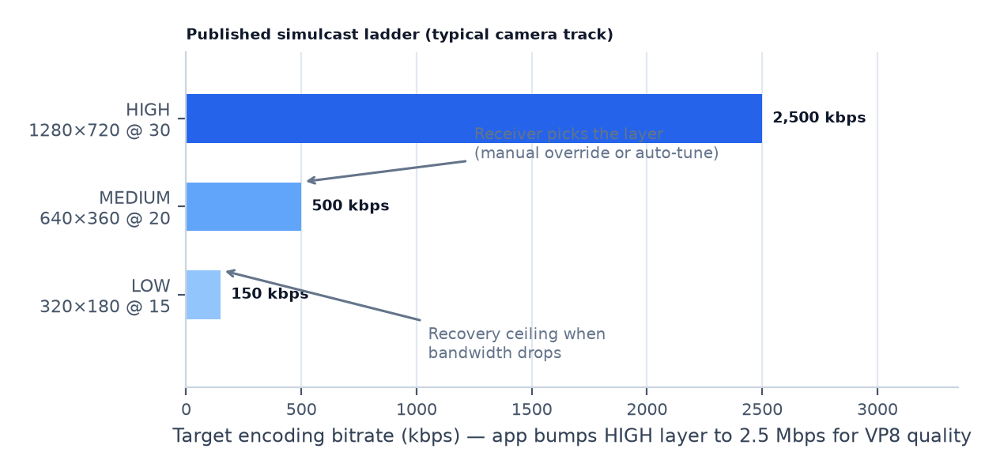 Published simulcast ladder (typical camera track)
HIGH
1280×720 @ 30
2,500 kbps
Receiver picks the layer
(manual override or auto-tune)
MEDIUM
640×360 @ 20
500 kbps
LOW
320×180 @ 15
150 kbps
Recovery ceiling when
bandwidth drops
0 500 1000 1500 2000 2500 3000
Target encoding bitrate (kbps) — app bumps HIGH layer to 2.5 Mbps for VP8 quality